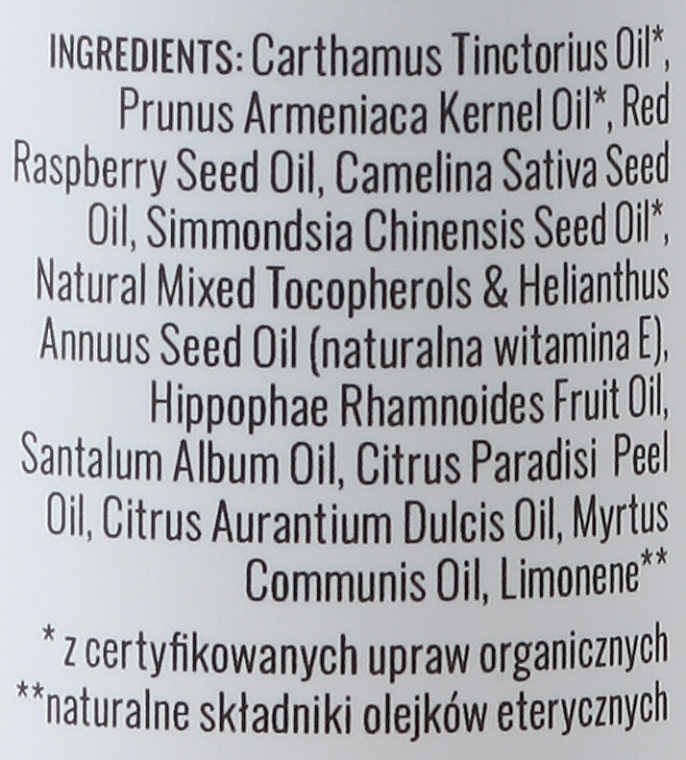 INGREDIENTS: Carthamus Tinctorius Oil*,
Prunus Armeniaca Kernel Oil*, Red
Raspberry Seed Oil, Camelina Sativa Seed
Oil, Simmondsia Chinensis Seed Oil*,
Natural Mixed Tocopherols & Helianthus
Annuus Seed Oil (naturalna witamina E),
Hippophae Rhamnoides Fruit Oil,
Santalum Album Oil, Citrus Paradisi Peel
Oil, Citrus Aurantium Dulcis Oil, Myrtus
Communis Oil, Limonene**
* z certyfikowanych upraw organicznych
**naturalne składniki olejków eterycznych